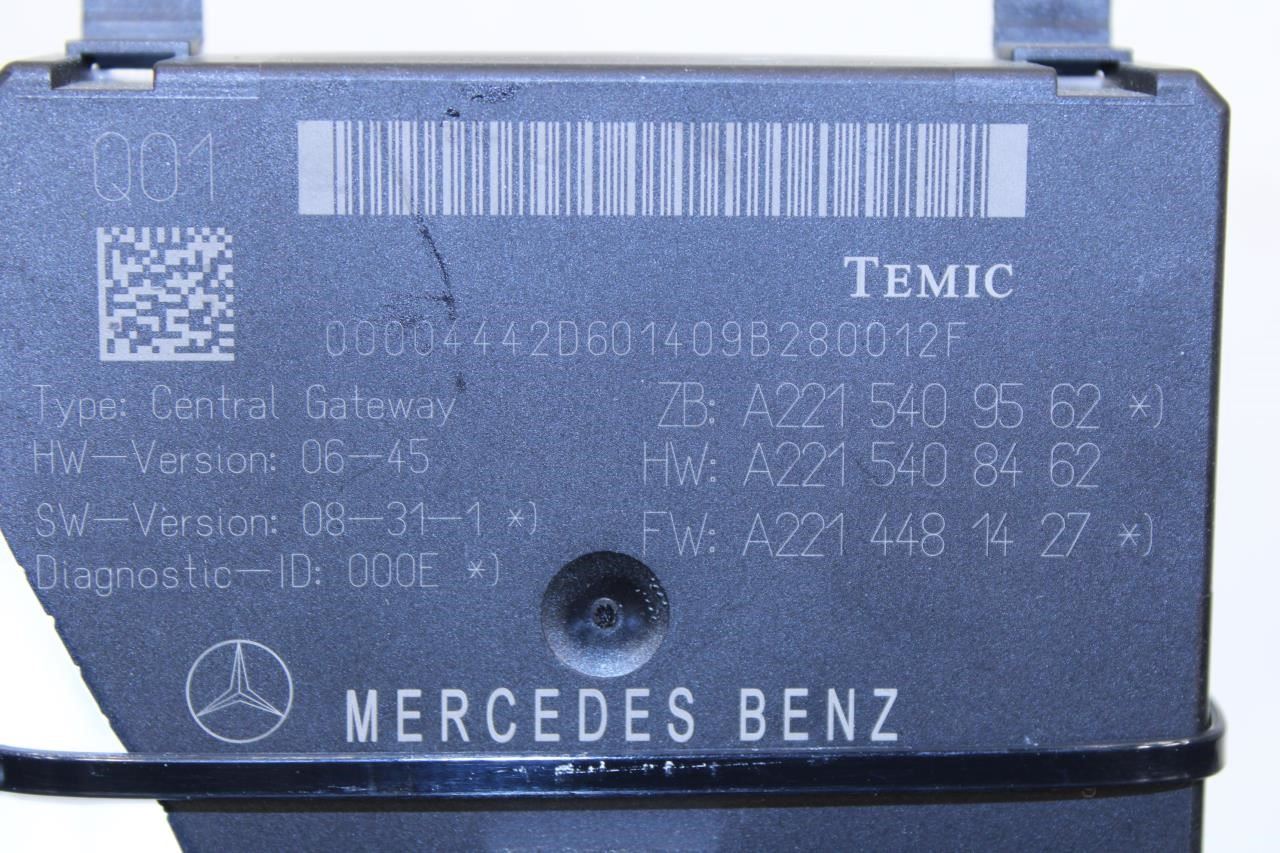 Q01
TEMIC
00004442D601409B280012F
Type: Central Gateway
HW-Version: 06-45
SW-Version: 08-31-1 *)
Diagnostic-ID: 000E *)
ZB: A221 540 95 62 *)
HW: A221 540 84 62
FW: A221 448 14 27 *)
MERCEDES BENZ